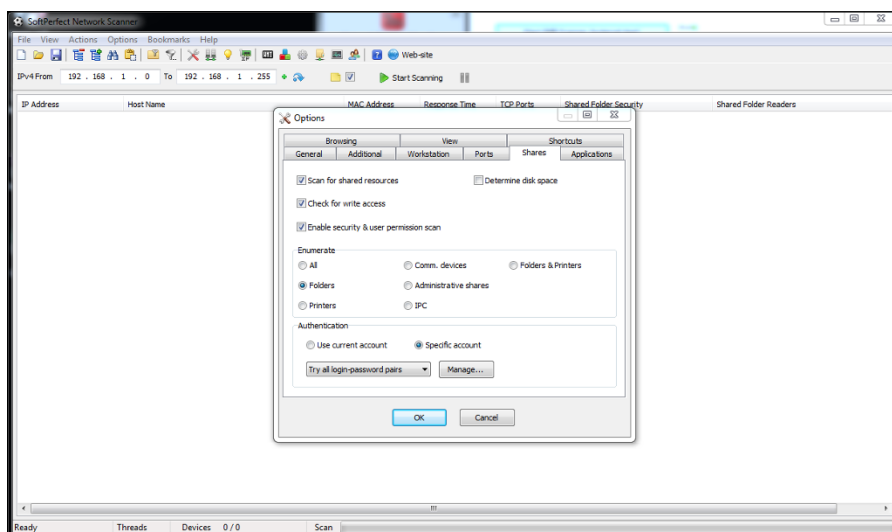 SoftPerfect Network Scanner
File View Actions Options Bookmarks Help
Web-site
IPv4 From 192 . 168 . 1 . 0 To 192 . 168 . 1 . 255 Start Scanning
IP Address Host Name MAC Address Response Time TCP Ports Shared Folder Security Shared Folder Readers
Options
Browsing View Shortcuts
General Additional Workstation Ports Shares Applications
Scan for shared resources Determine disk space
Check for write access
Enable security & user permission scan
Enumerate
All Comm. devices Folders & Printers
Folders Administrative shares
Printers IPC
Authentication
Use current account Specific account
Try all login-password pairs Manage...
OK Cancel
Ready Threads Devices 0 / 0 Scan